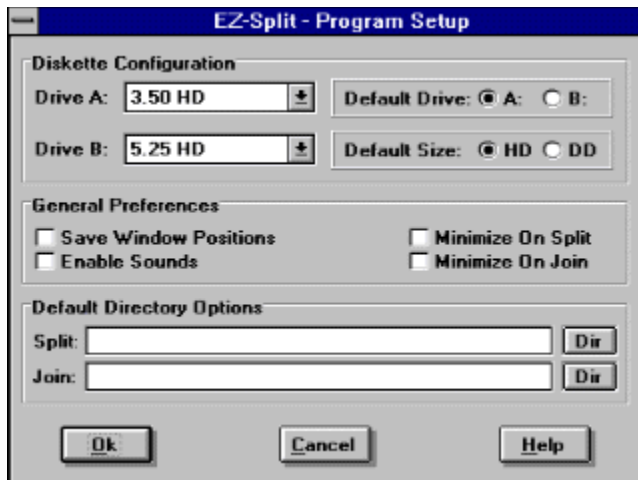 EZ-Split - Program Setup
Diskette Configuration
Drive A: 3.50 HD Default Drive: A: B:
Drive B: 5.25 HD Default Size: HD DD
General Preferences
Save Window Positions Minimize On Split
Enable Sounds Minimize On Join
Default Directory Options
Split: Dir
Join: Dir
Ok Cancel Help